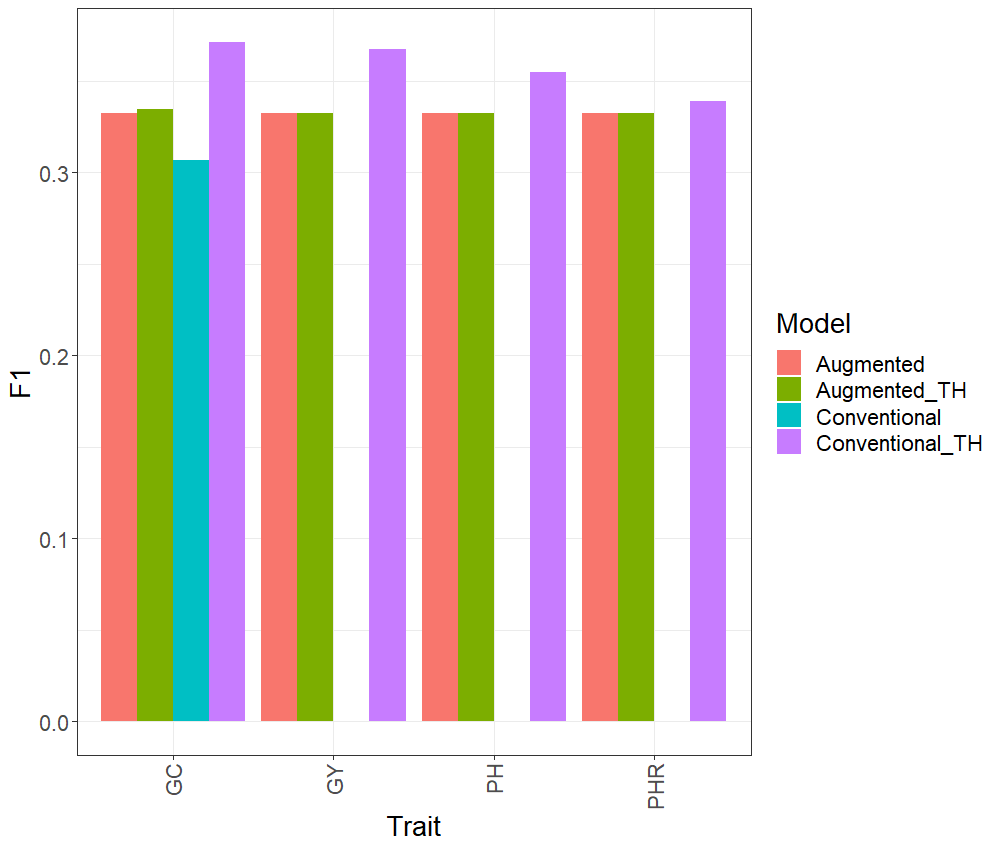 F1
0.3
0.2
0.1
0.0
GC
GY
PH
PHR
Trait
Model
Augmented
Augmented_TH
Conventional
Conventional_TH